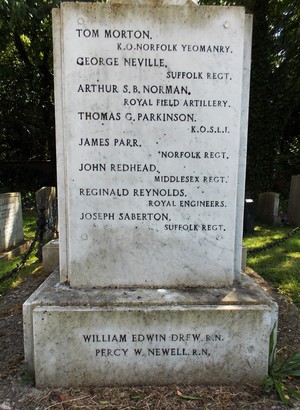 TOM MORTON.
K.O.NORFOLK YEOMANRY.
GEORGE NEVILLE,
SUFFOLK REGT.
ARTHUR S.B. NORMAN,
ROYAL FIELD ARTILLERY.
THOMAS G. PARKINSON,
K.O.S.L.I.
JAMES PARR,
NORFOLK REGT.
JOHN REDHEAD,
MIDDLESEX REGT.
REGINALD REYNOLDS,
ROYAL ENGINEERS.
JOSEPH SABERTON,
SUFFOLK REGT.
WILLIAM EDWIN DREW. R.N.
PERCY W. NEWELL. R.N,